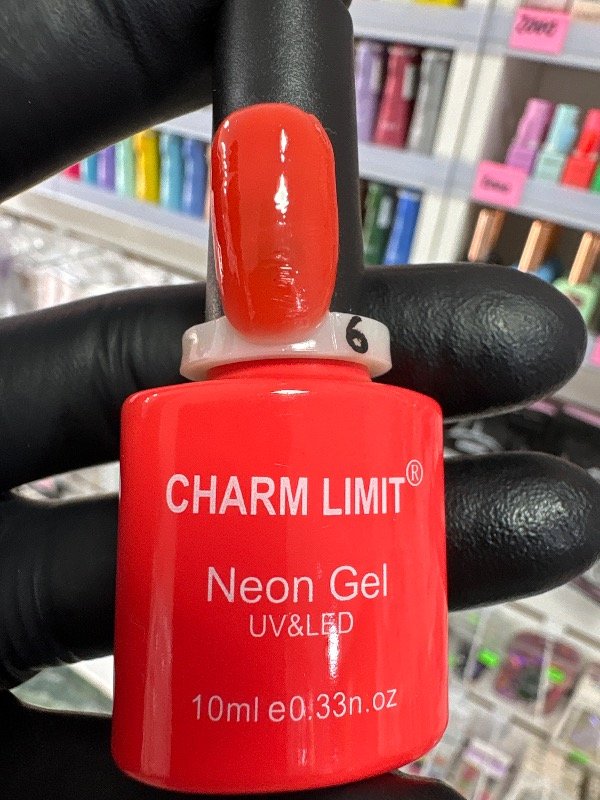 6
CHARM LIMIT®
Neon Gel
UV&LED
10ml e0.33n.oz